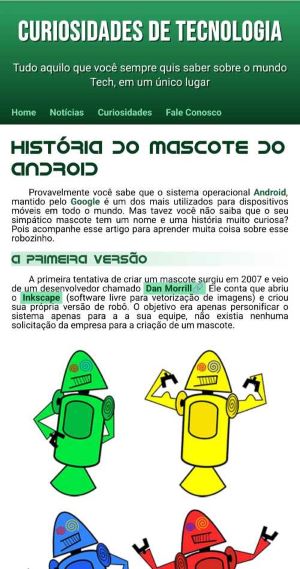 CURIOSIDADES DE TECNOLOGIA
Tudo aquilo que você sempre quis saber sobre o mundo
Tech, em um único lugar
Home Notícias Curiosidades Fale Conosco
HISTÓRIA DO MASCOTE DO
ANDROID
Provavelmente você sabe que o sistema operacional Android,
mantido pelo Google é um dos mais utilizados para dispositivos
móveis em todo o mundo. Mas tavez você não saiba que o seu
simpático mascote tem um nome e uma história muito curiosa?
Pois acompanhe esse artigo para aprender muita coisa sobre esse
robozinho.
A PRIMEIRA VERSÃO
A primeira tentativa de criar um mascote surgiu em 2007 e veio
de um desenvolvedor chamado Dan Morrill. Ele conta que abriu
o Inkscape (software livre para vetorização de imagens) e criou
sua própria versão de robô. O objetivo era apenas personificar o
sistema apenas para a a sua equipe, não existia nenhuma
solicitação da empresa para a criação de um mascote.